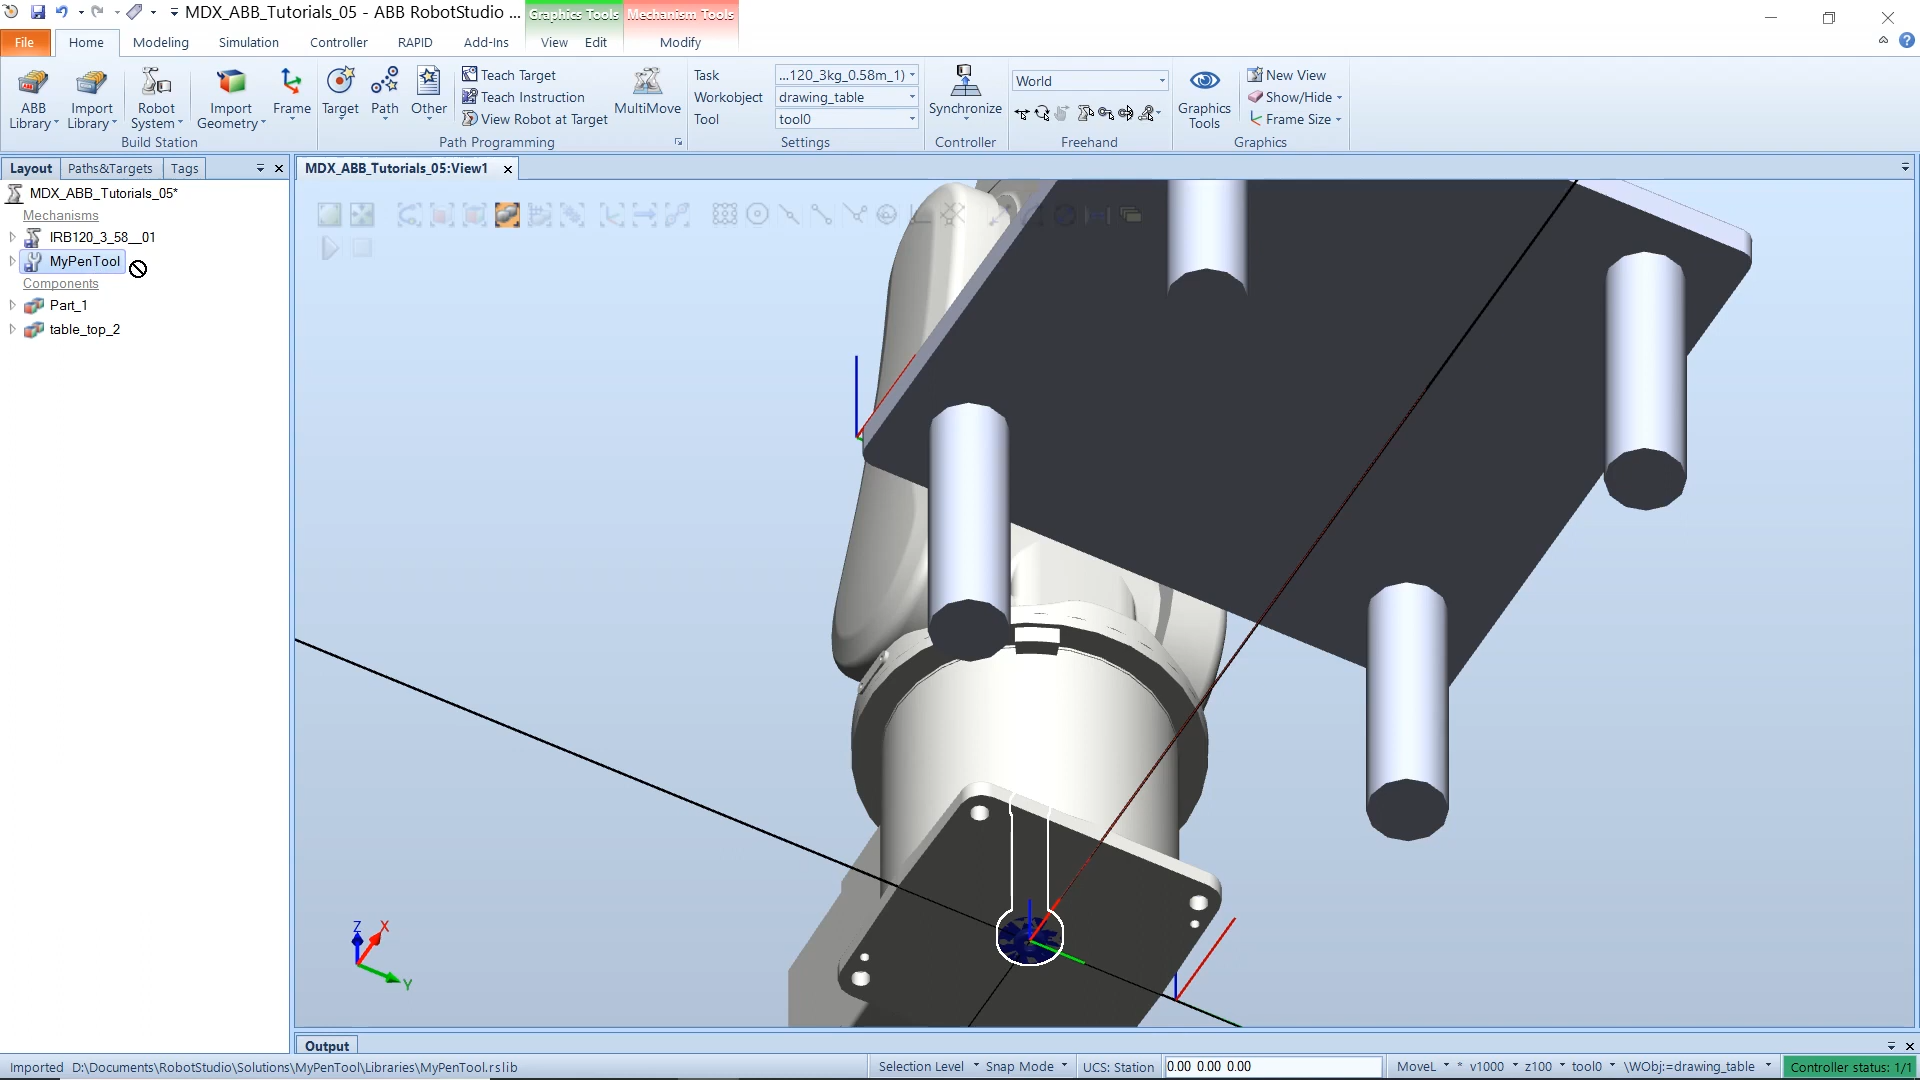 MDX_ABB_Tutorials_05 - ABB RobotStudio ...
Graphics Tools
Mechanism Tools
File
Home
Modeling
Simulation
Controller
RAPID
Add-Ins
View
Edit
Modify
ABB Library
Import Library
Robot System
Import Geometry
Frame
Build Station
Target
Path
Other
Teach Target
Teach Instruction
View Robot at Target
MultiMove
Path Programming
Task
...120_3kg_0.58m_1)
Workobject
drawing_table
Tool
tool0
Settings
Synchronize
Controller
World
Freehand
Graphics Tools
New View
Show/Hide
Frame Size
Graphics
Layout
Paths&Targets
Tags
MDX_ABB_Tutorials_05:View1
MDX_ABB_Tutorials_05*
Mechanisms
IRB120_3_58__01
MyPenTool
Components
Part_1
table_top_2
Z
X
Y
Output
Imported D:\Documents\RobotStudio\Solutions\MyPenTool\Libraries\MyPenTool.rslib
Selection Level
Snap Mode
UCS: Station
0.00 0.00 0.00
MoveL * v1000 z100 tool0 \WObj:=drawing_table
Controller status: 1/1